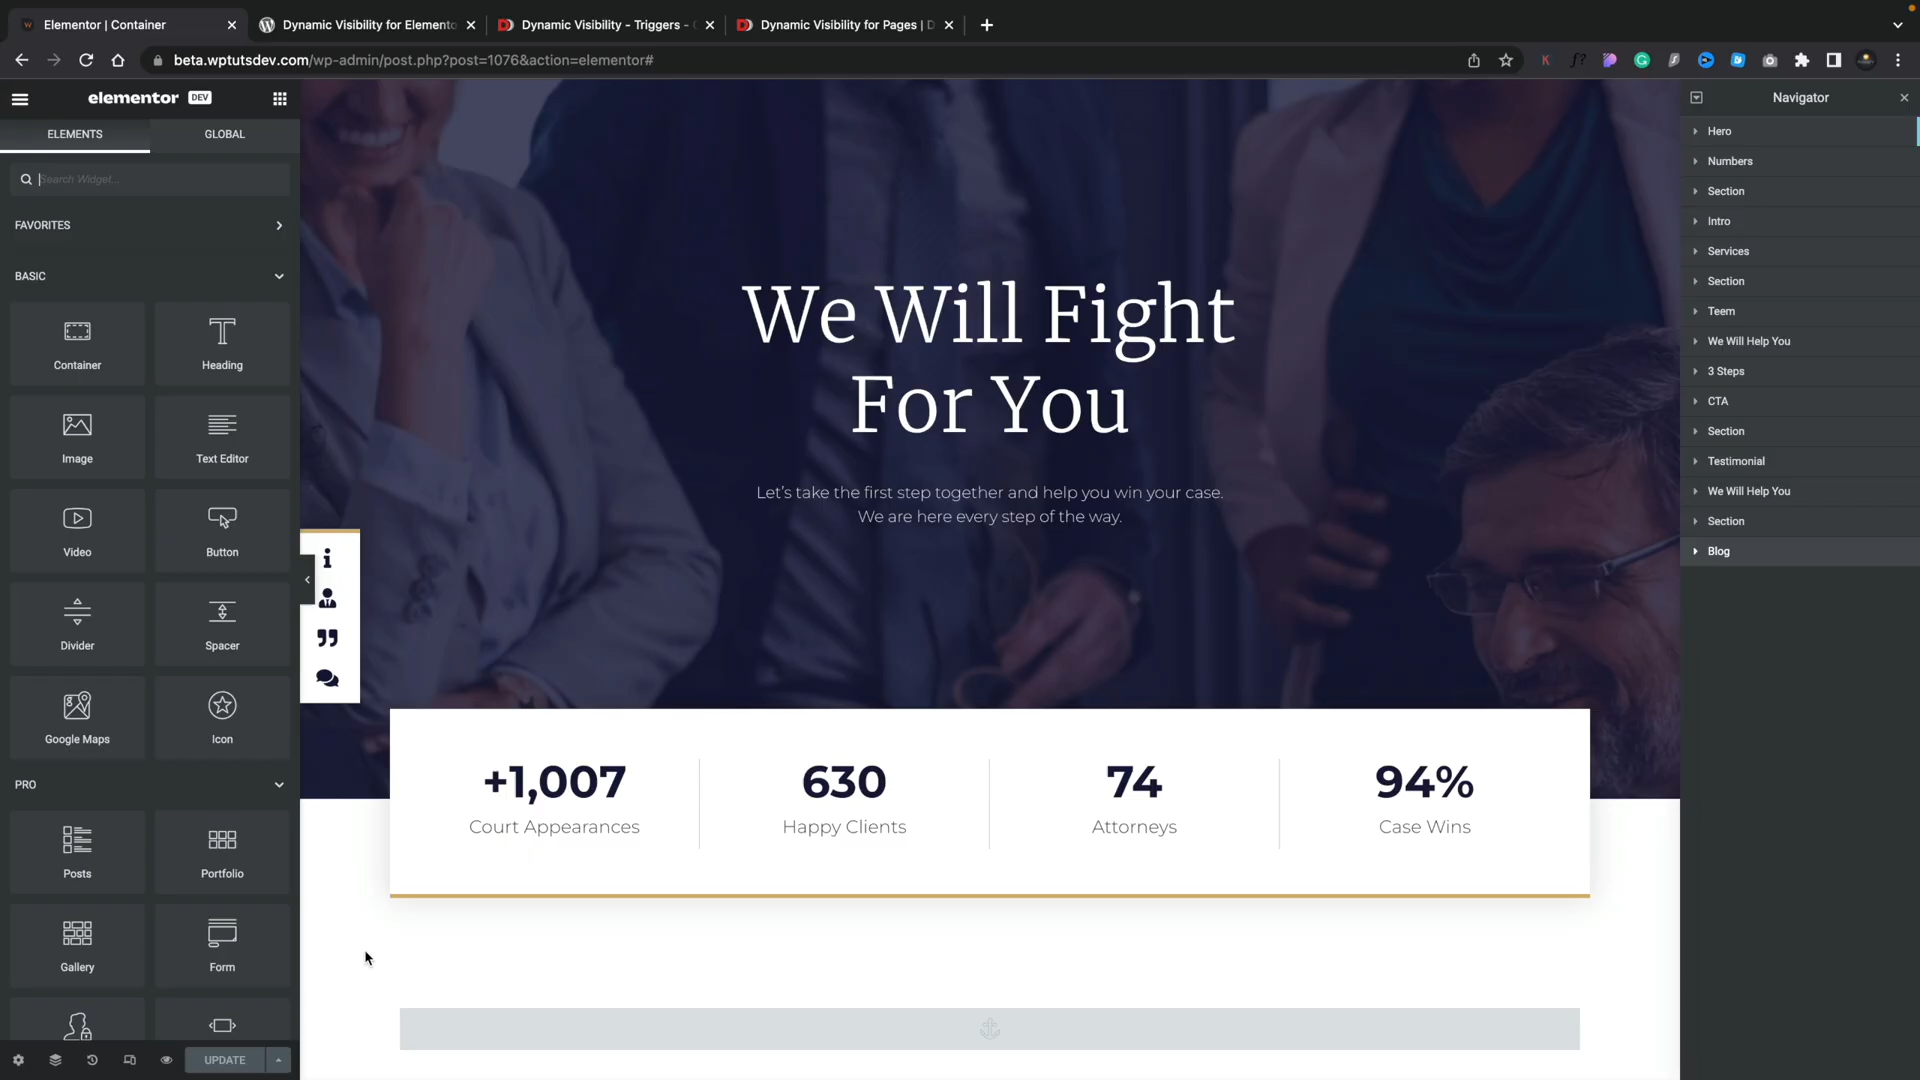 Elementor | Container
Dynamic Visibility for Elemento
Dynamic Visibility - Triggers -
Dynamic Visibility for Pages | D
beta.wptutsdev.com/wp-admin/post.php?post=1076&action=elementor#
elementor DEV
ELEMENTS
GLOBAL
Search Widget...
FAVORITES
BASIC
Container
Heading
Image
Text Editor
Video
Button
Divider
Spacer
Google Maps
Icon
PRO
Posts
Portfolio
Gallery
Form
UPDATE
We Will Fight
For You
Let's take the first step together and help you win your case.
We are here every step of the way.
+1,007
Court Appearances
630
Happy Clients
74
Attorneys
94%
Case Wins
Navigator
Hero
Numbers
Section
Intro
Services
Section
Teem
We Will Help You
3 Steps
CTA
Section
Testimonial
We Will Help You
Section
Blog